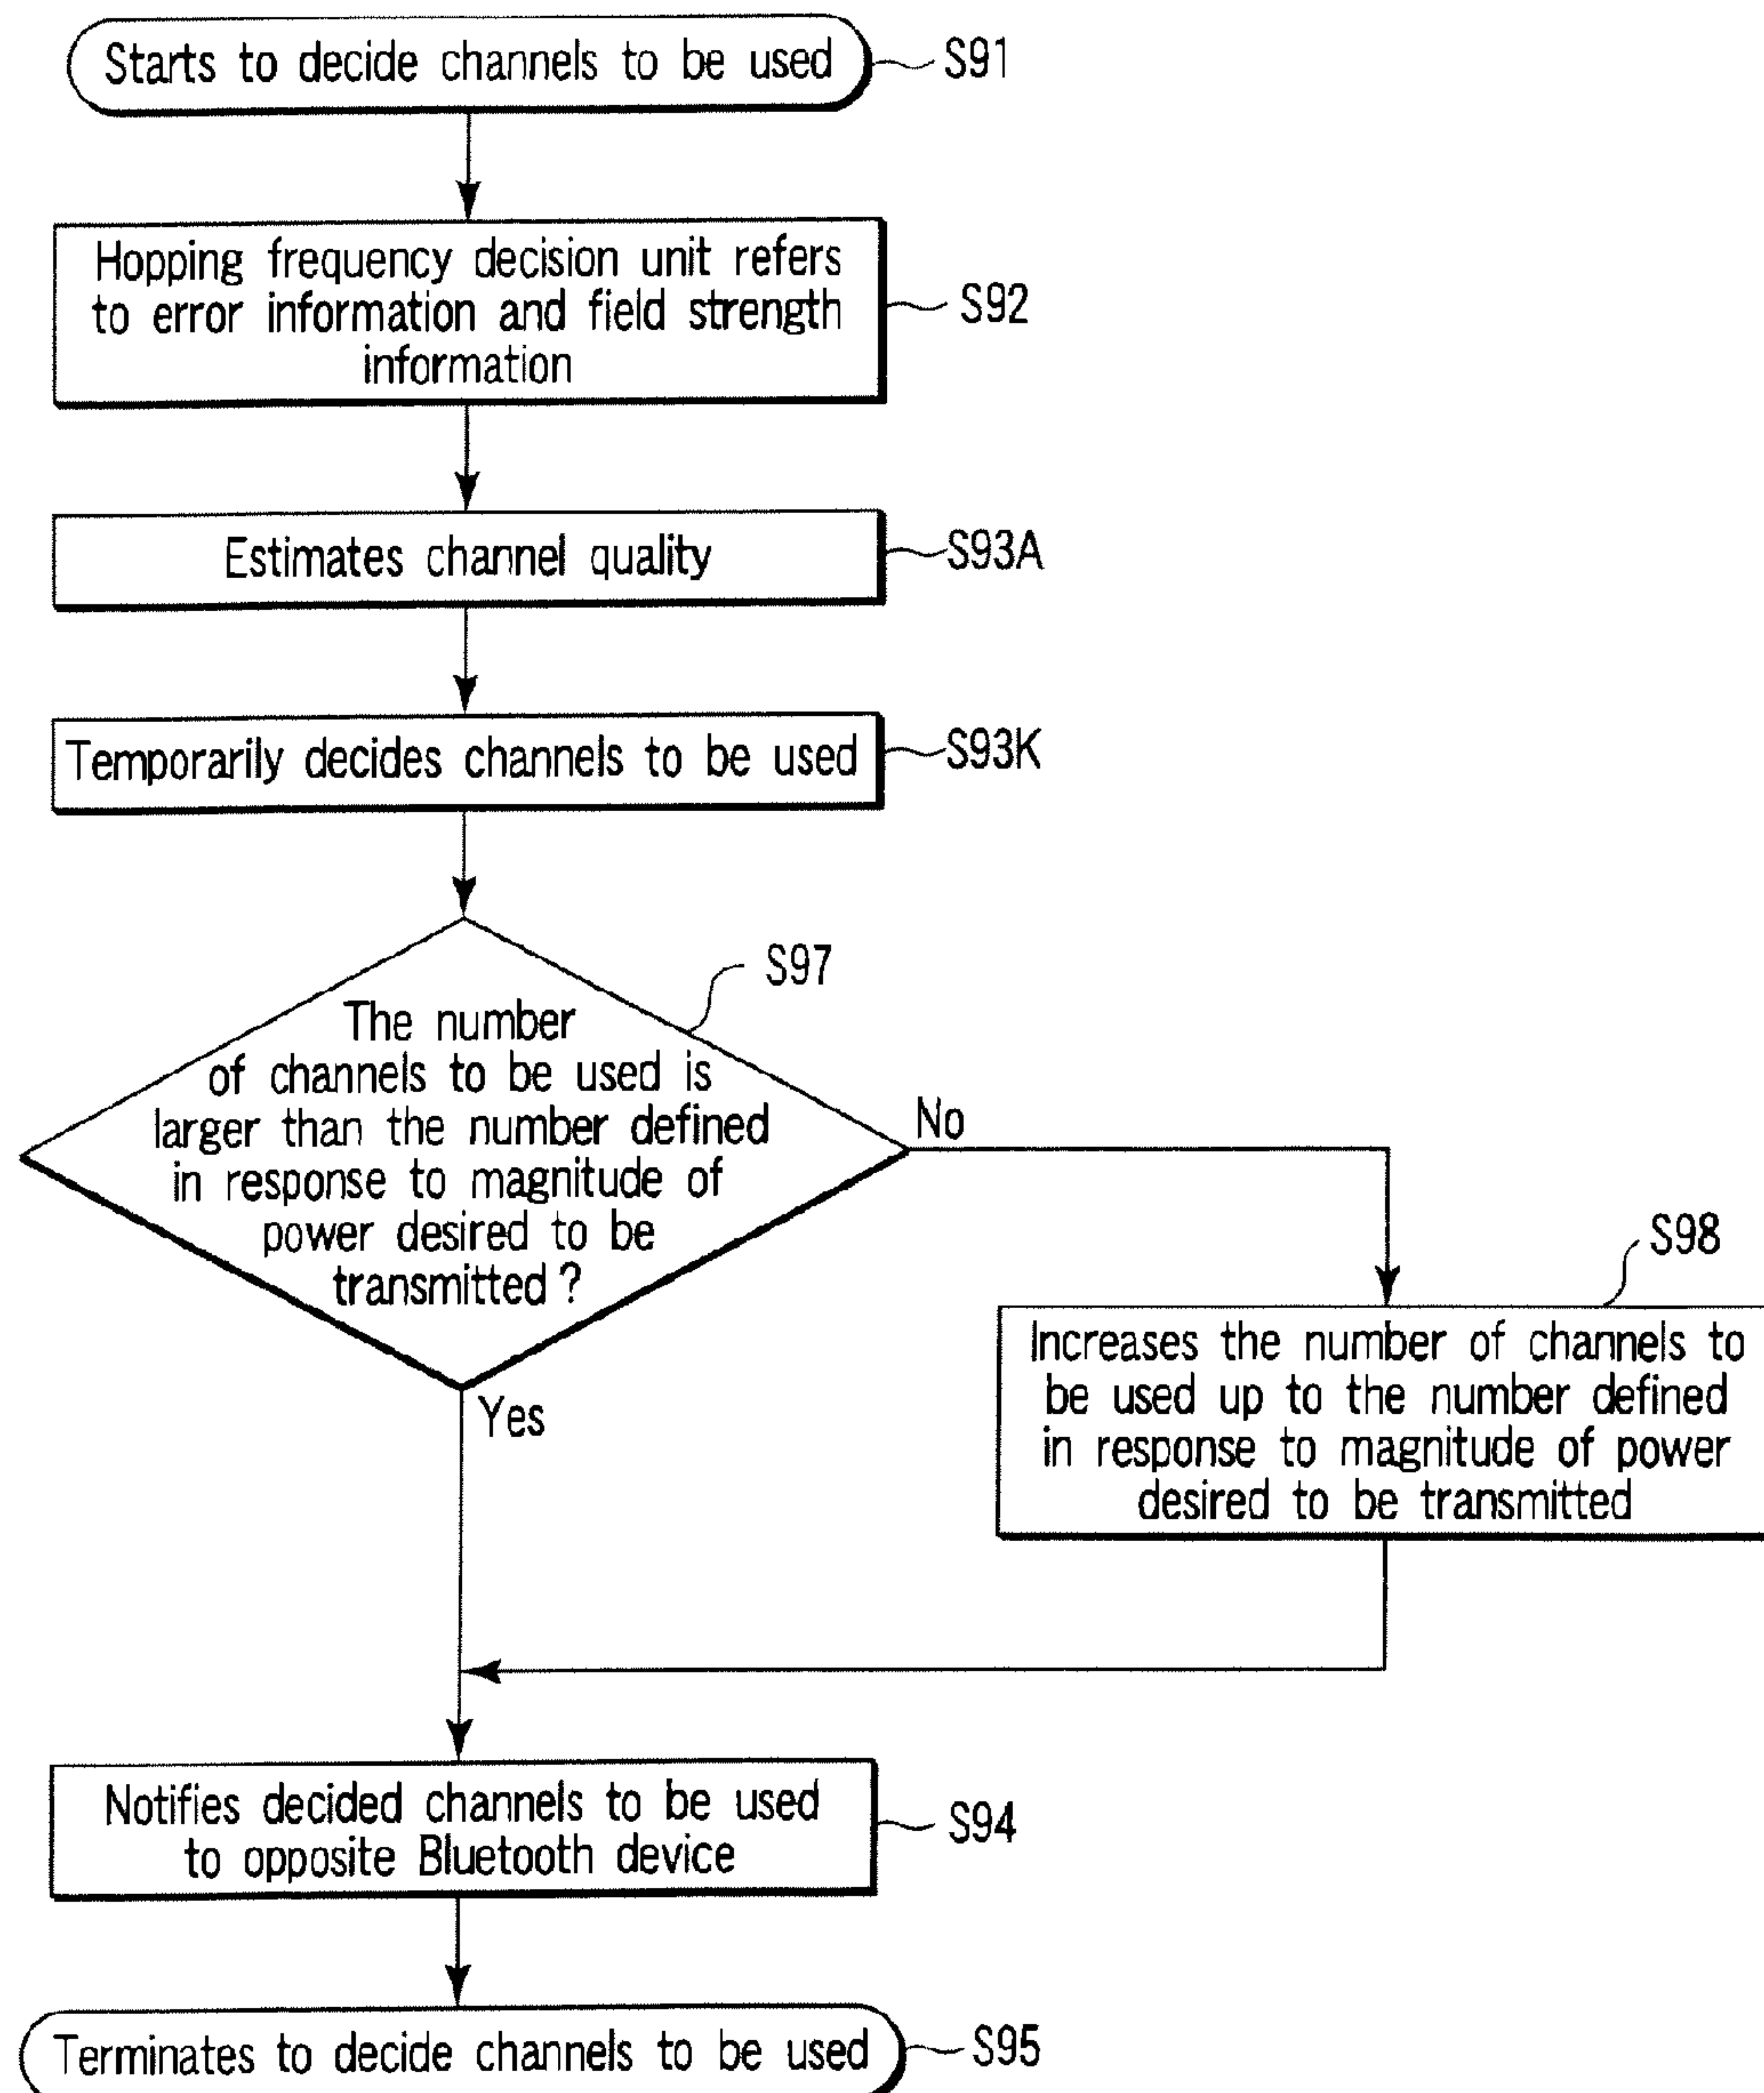 Starts to decide channels to be used
S91
Hopping frequency decision unit refers
to error information and field strength
information
S92
Estimates channel quality
S93A
Temporarily decides channels to be used
S93K
S97
The number
of channels to be used is
larger than the number defined
in response to magnitude of
power desired to be
transmitted?
No
Yes
S98
Increases the number of channels to
be used up to the number defined
in response to magnitude of power
desired to be transmitted
Notifies decided channels to be used
to opposite Bluetooth device
S94
Terminates to decide channels to be used
S95